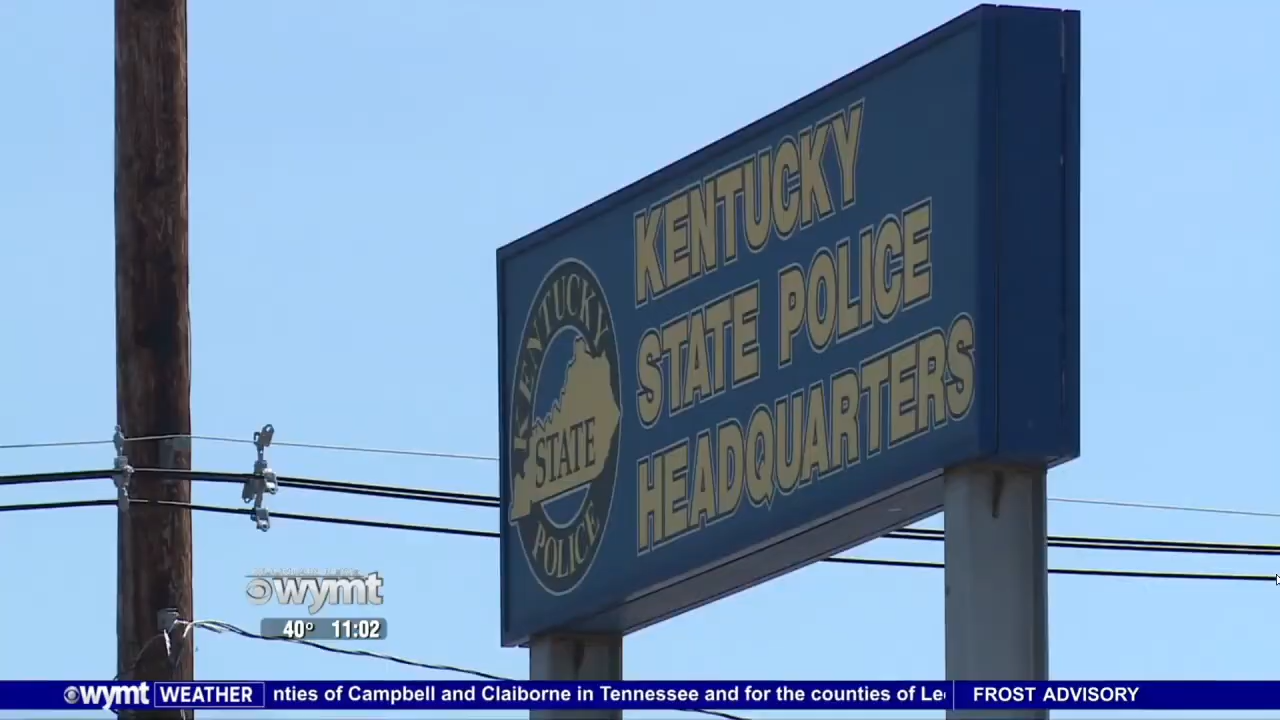 KENTUCKY
STATE POLICE
HEADQUARTERS
KENTUCKY
STATE
POLICE
wymt
40° 11:02
wymt WEATHER nties of Campbell and Claiborne in Tennessee and for the counties of Le FROST ADVISORY